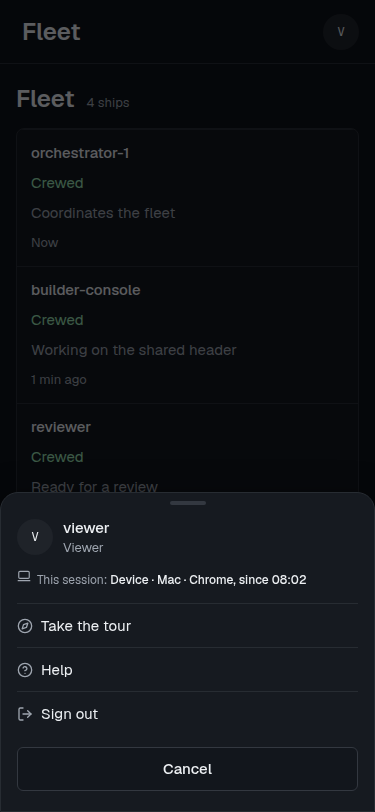 Fleet
V
Fleet 4 ships
orchestrator-1
Crewed
Coordinates the fleet
Now
builder-console
Crewed
Working on the shared header
1 min ago
reviewer
Crewed
Ready for a review
V
viewer
Viewer
This session: Device · Mac · Chrome, since 08:02
Take the tour
Help
Sign out
Cancel